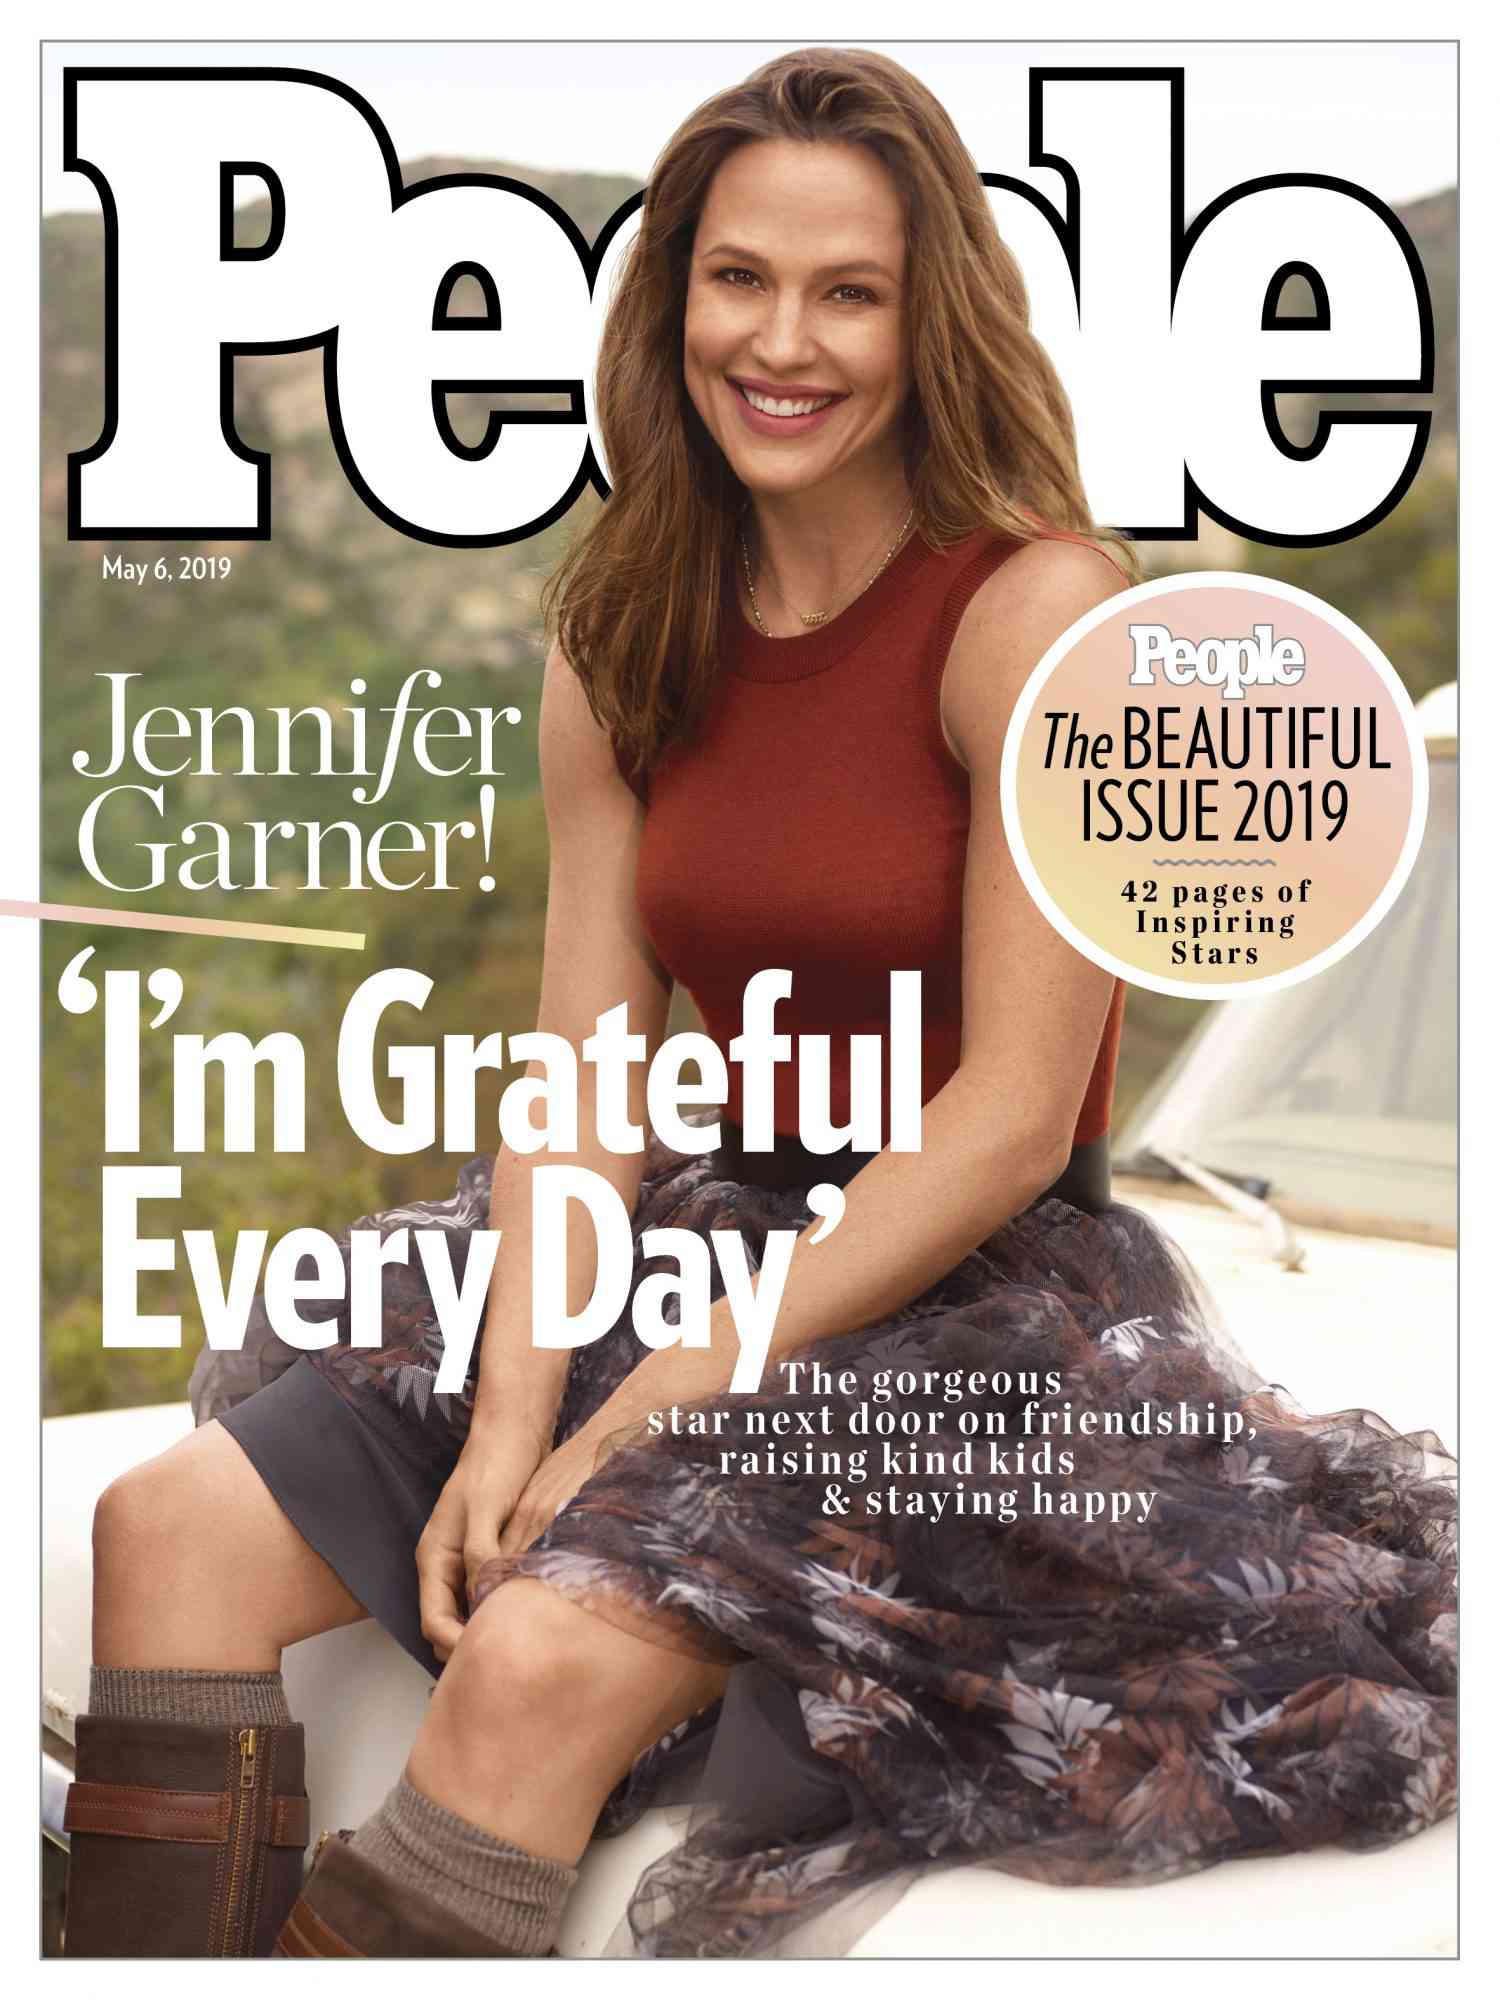 People
May 6, 2019
Jennifer
Garner!
People
The BEAUTIFUL
ISSUE 2019
42 pages of
Inspiring
Stars
‘I’m Grateful
Every Day’
The gorgeous
star next door on friendship,
raising kind kids
& staying happy